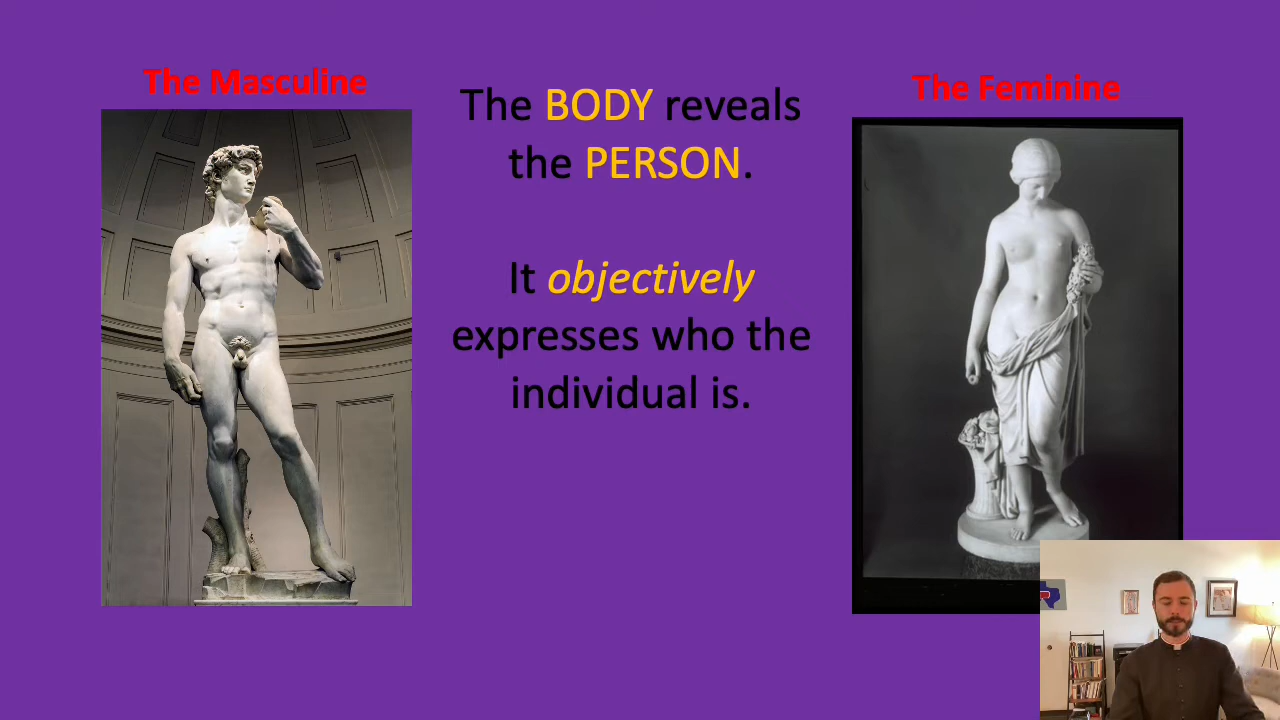 The Masculine
The BODY reveals
the PERSON.
It objectively
expresses who the
individual is.
The Feminine